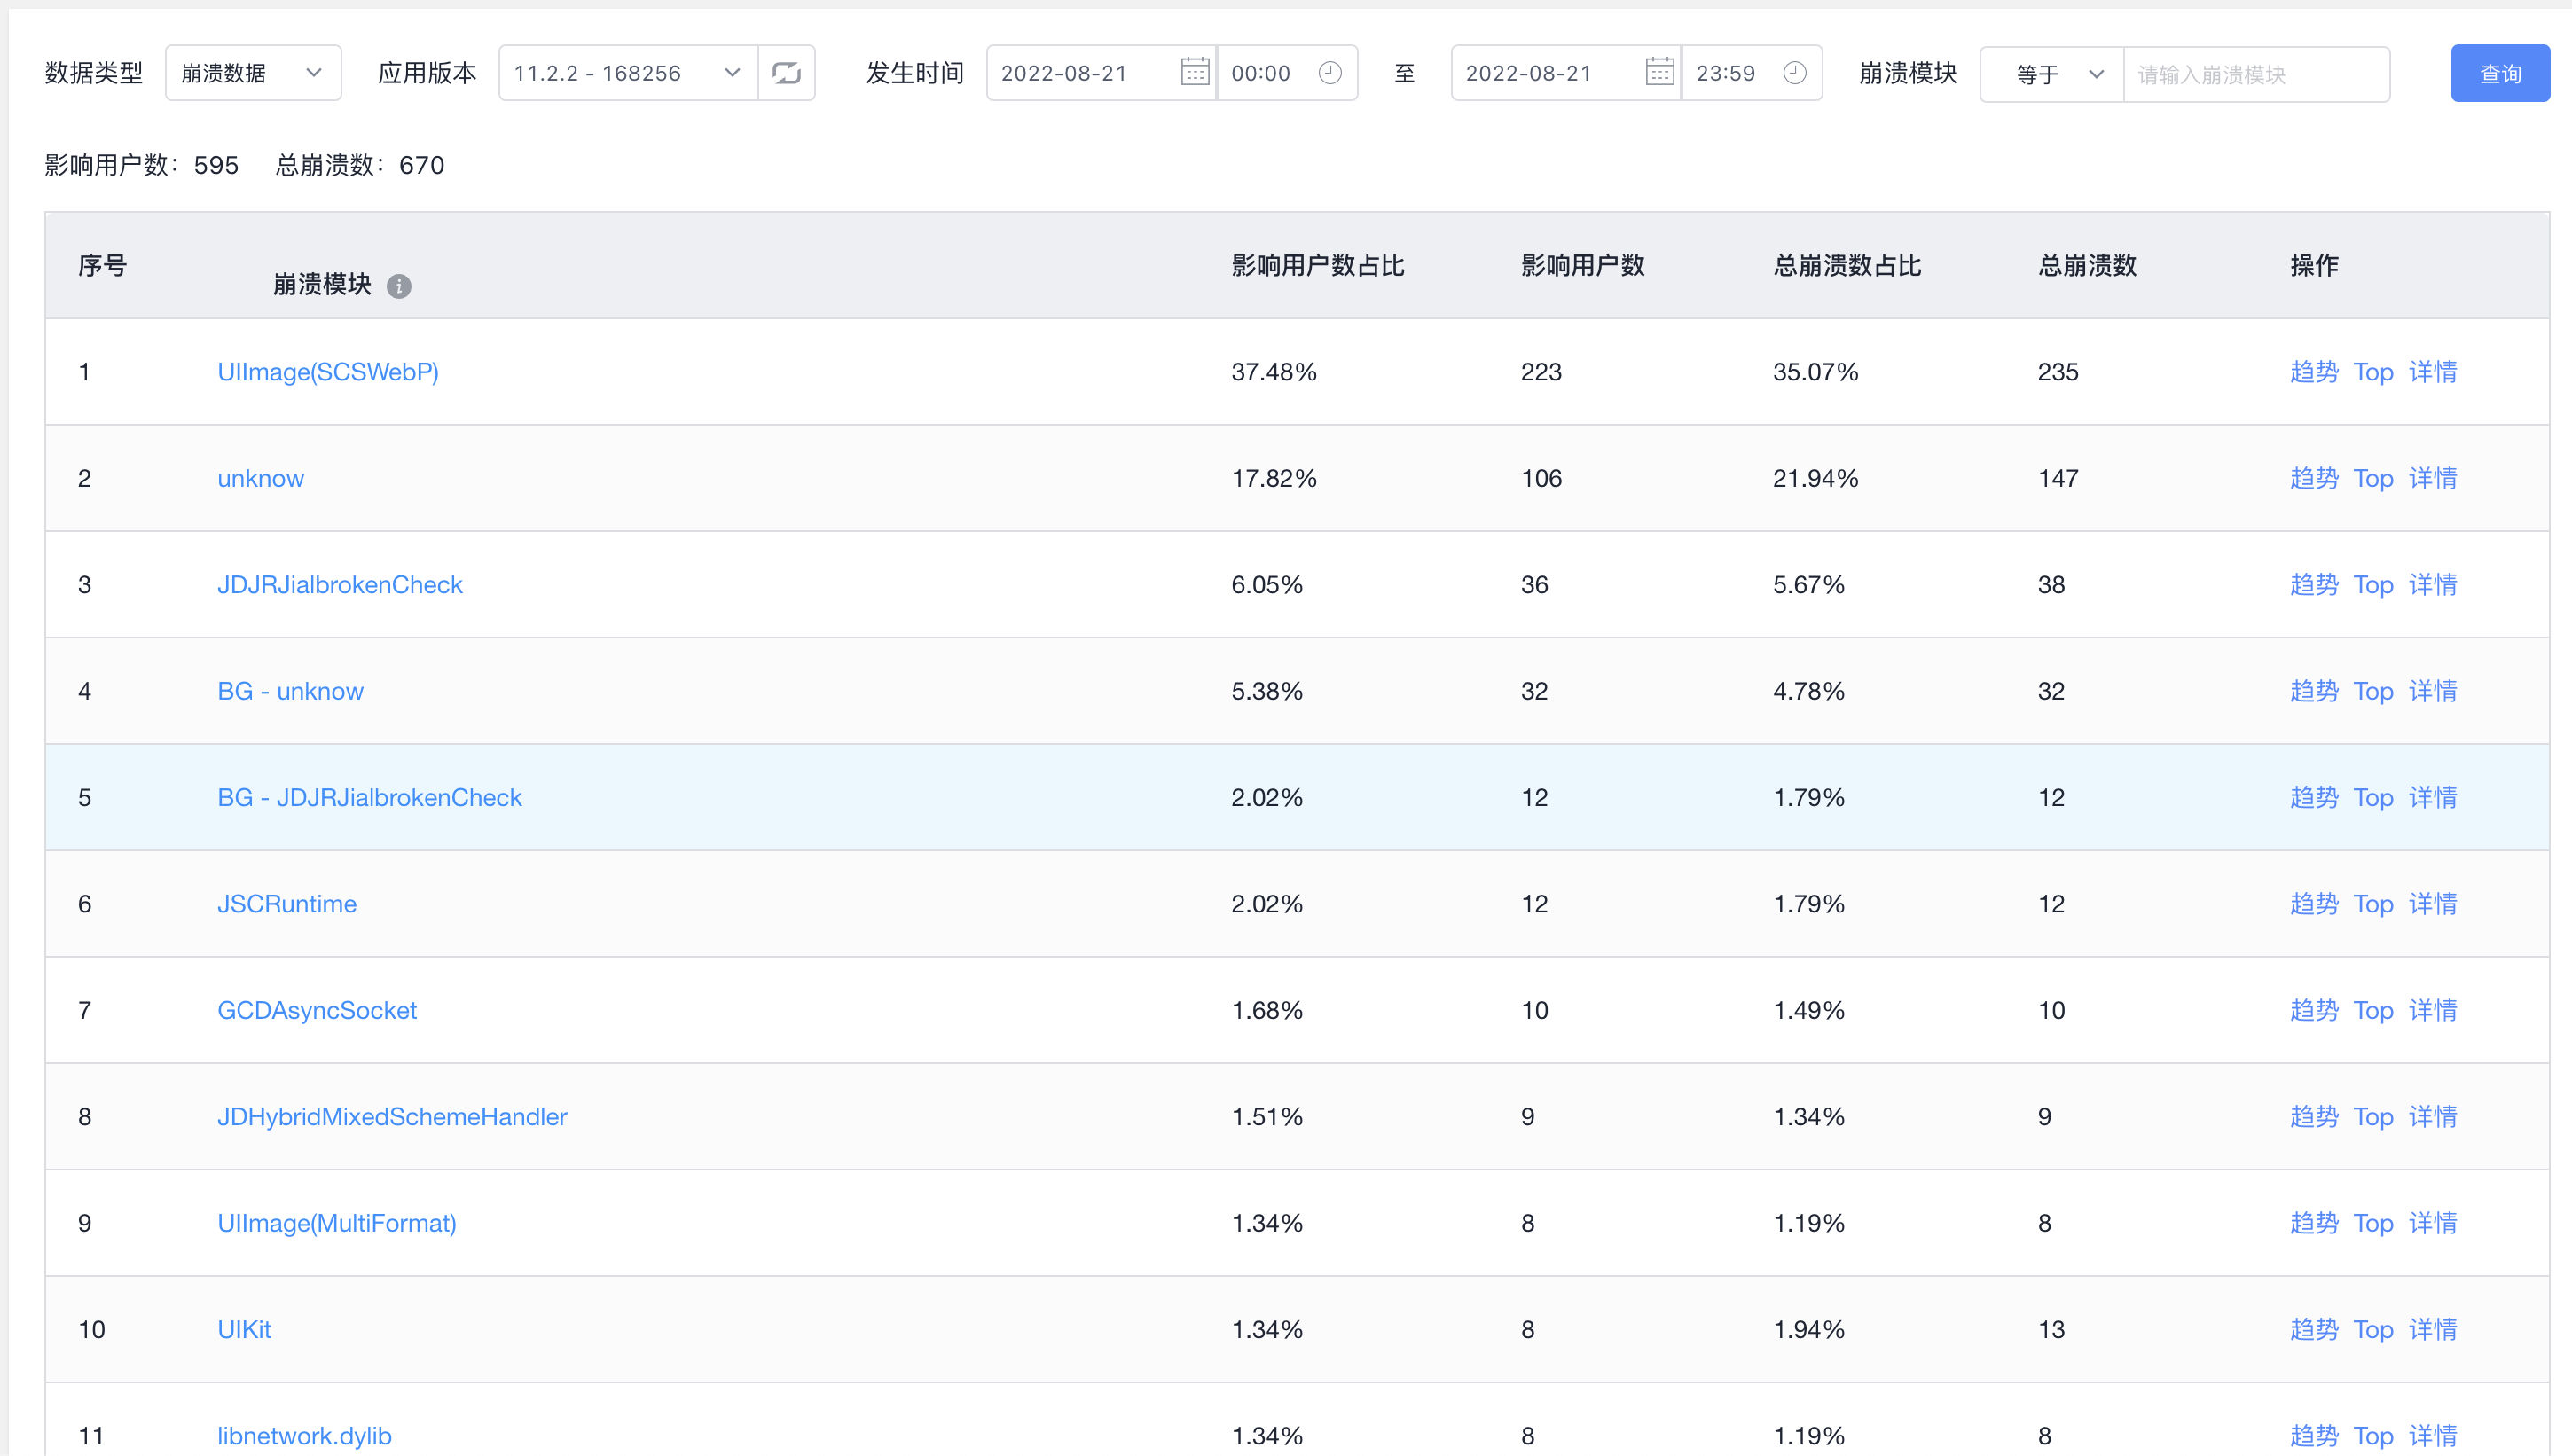 数据类型 崩溃数据 应用版本 11.2.2 - 168256 发生时间 2022-08-21 00:00 至 2022-08-21 23:59 崩溃模块 等于 请输入崩溃模块 查询
影响用户数：595 总崩溃数：670
序号 崩溃模块 影响用户数占比 影响用户数 总崩溃数占比 总崩溃数 操作
1 UIImage(SCSWebP) 37.48% 223 35.07% 235 趋势 Top 详情
2 unknow 17.82% 106 21.94% 147 趋势 Top 详情
3 JDJRJialbrokenCheck 6.05% 36 5.67% 38 趋势 Top 详情
4 BG - unknow 5.38% 32 4.78% 32 趋势 Top 详情
5 BG - JDJRJialbrokenCheck 2.02% 12 1.79% 12 趋势 Top 详情
6 JSCRuntime 2.02% 12 1.79% 12 趋势 Top 详情
7 GCDAsyncSocket 1.68% 10 1.49% 10 趋势 Top 详情
8 JDHybridMixedSchemeHandler 1.51% 9 1.34% 9 趋势 Top 详情
9 UIImage(MultiFormat) 1.34% 8 1.19% 8 趋势 Top 详情
10 UIKit 1.34% 8 1.94% 13 趋势 Top 详情
11 libnetwork.dylib 1.34% 8 1.19% 8 趋势 Top 详情